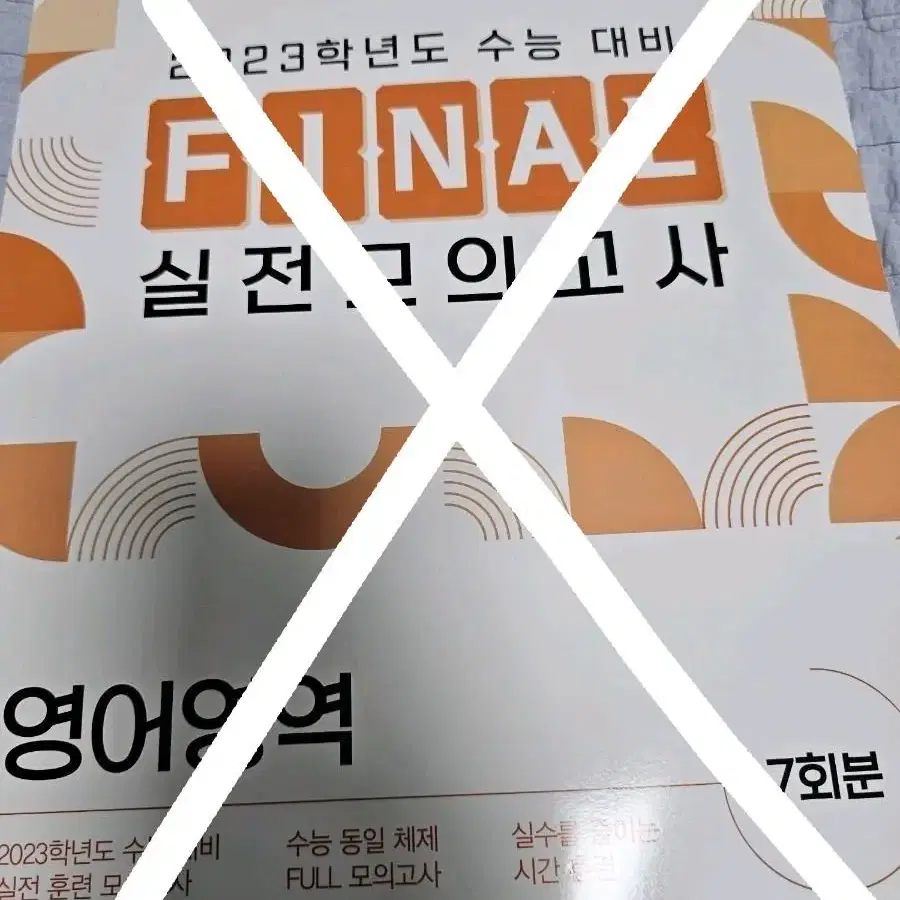 2023학년도 수능 대비
FINAL
실전모의고사
영어영역
7회분
2023학년도 수능 대비
실전 훈련 모의고사
수능 동일 체제
FULL 모의고사
실수를 줄이는
시간 훈련